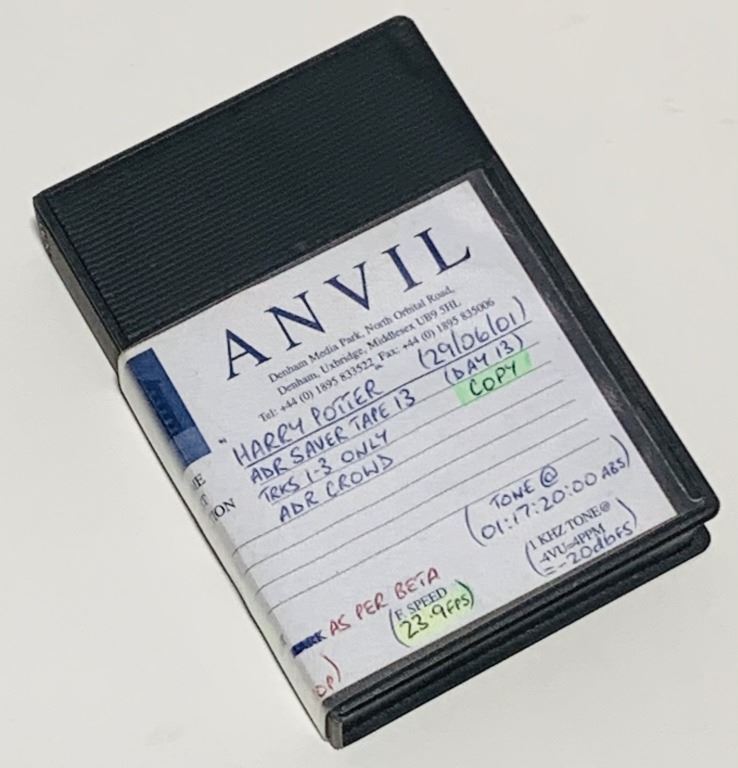 ANVIL
Denham Media Park, North Orbital Road,
Denham, Uxbridge, Middlesex UB9 5HL
Tel: +44 (0) 1895 833522 Fax: +44 (0) 1895 835006
"HARRY POTTER (29/06/01)
ADR SAVER TAPE 13 (DAY 13)
TRKS 1-3 ONLY COPY
ADR CROWD
TONE @
(01:17:20:00 ABS)
1 KHZ TONE@
-4VU=4PPM
=-20dbFS
AS PER BETA
F. SPEED
(23.9FPS)